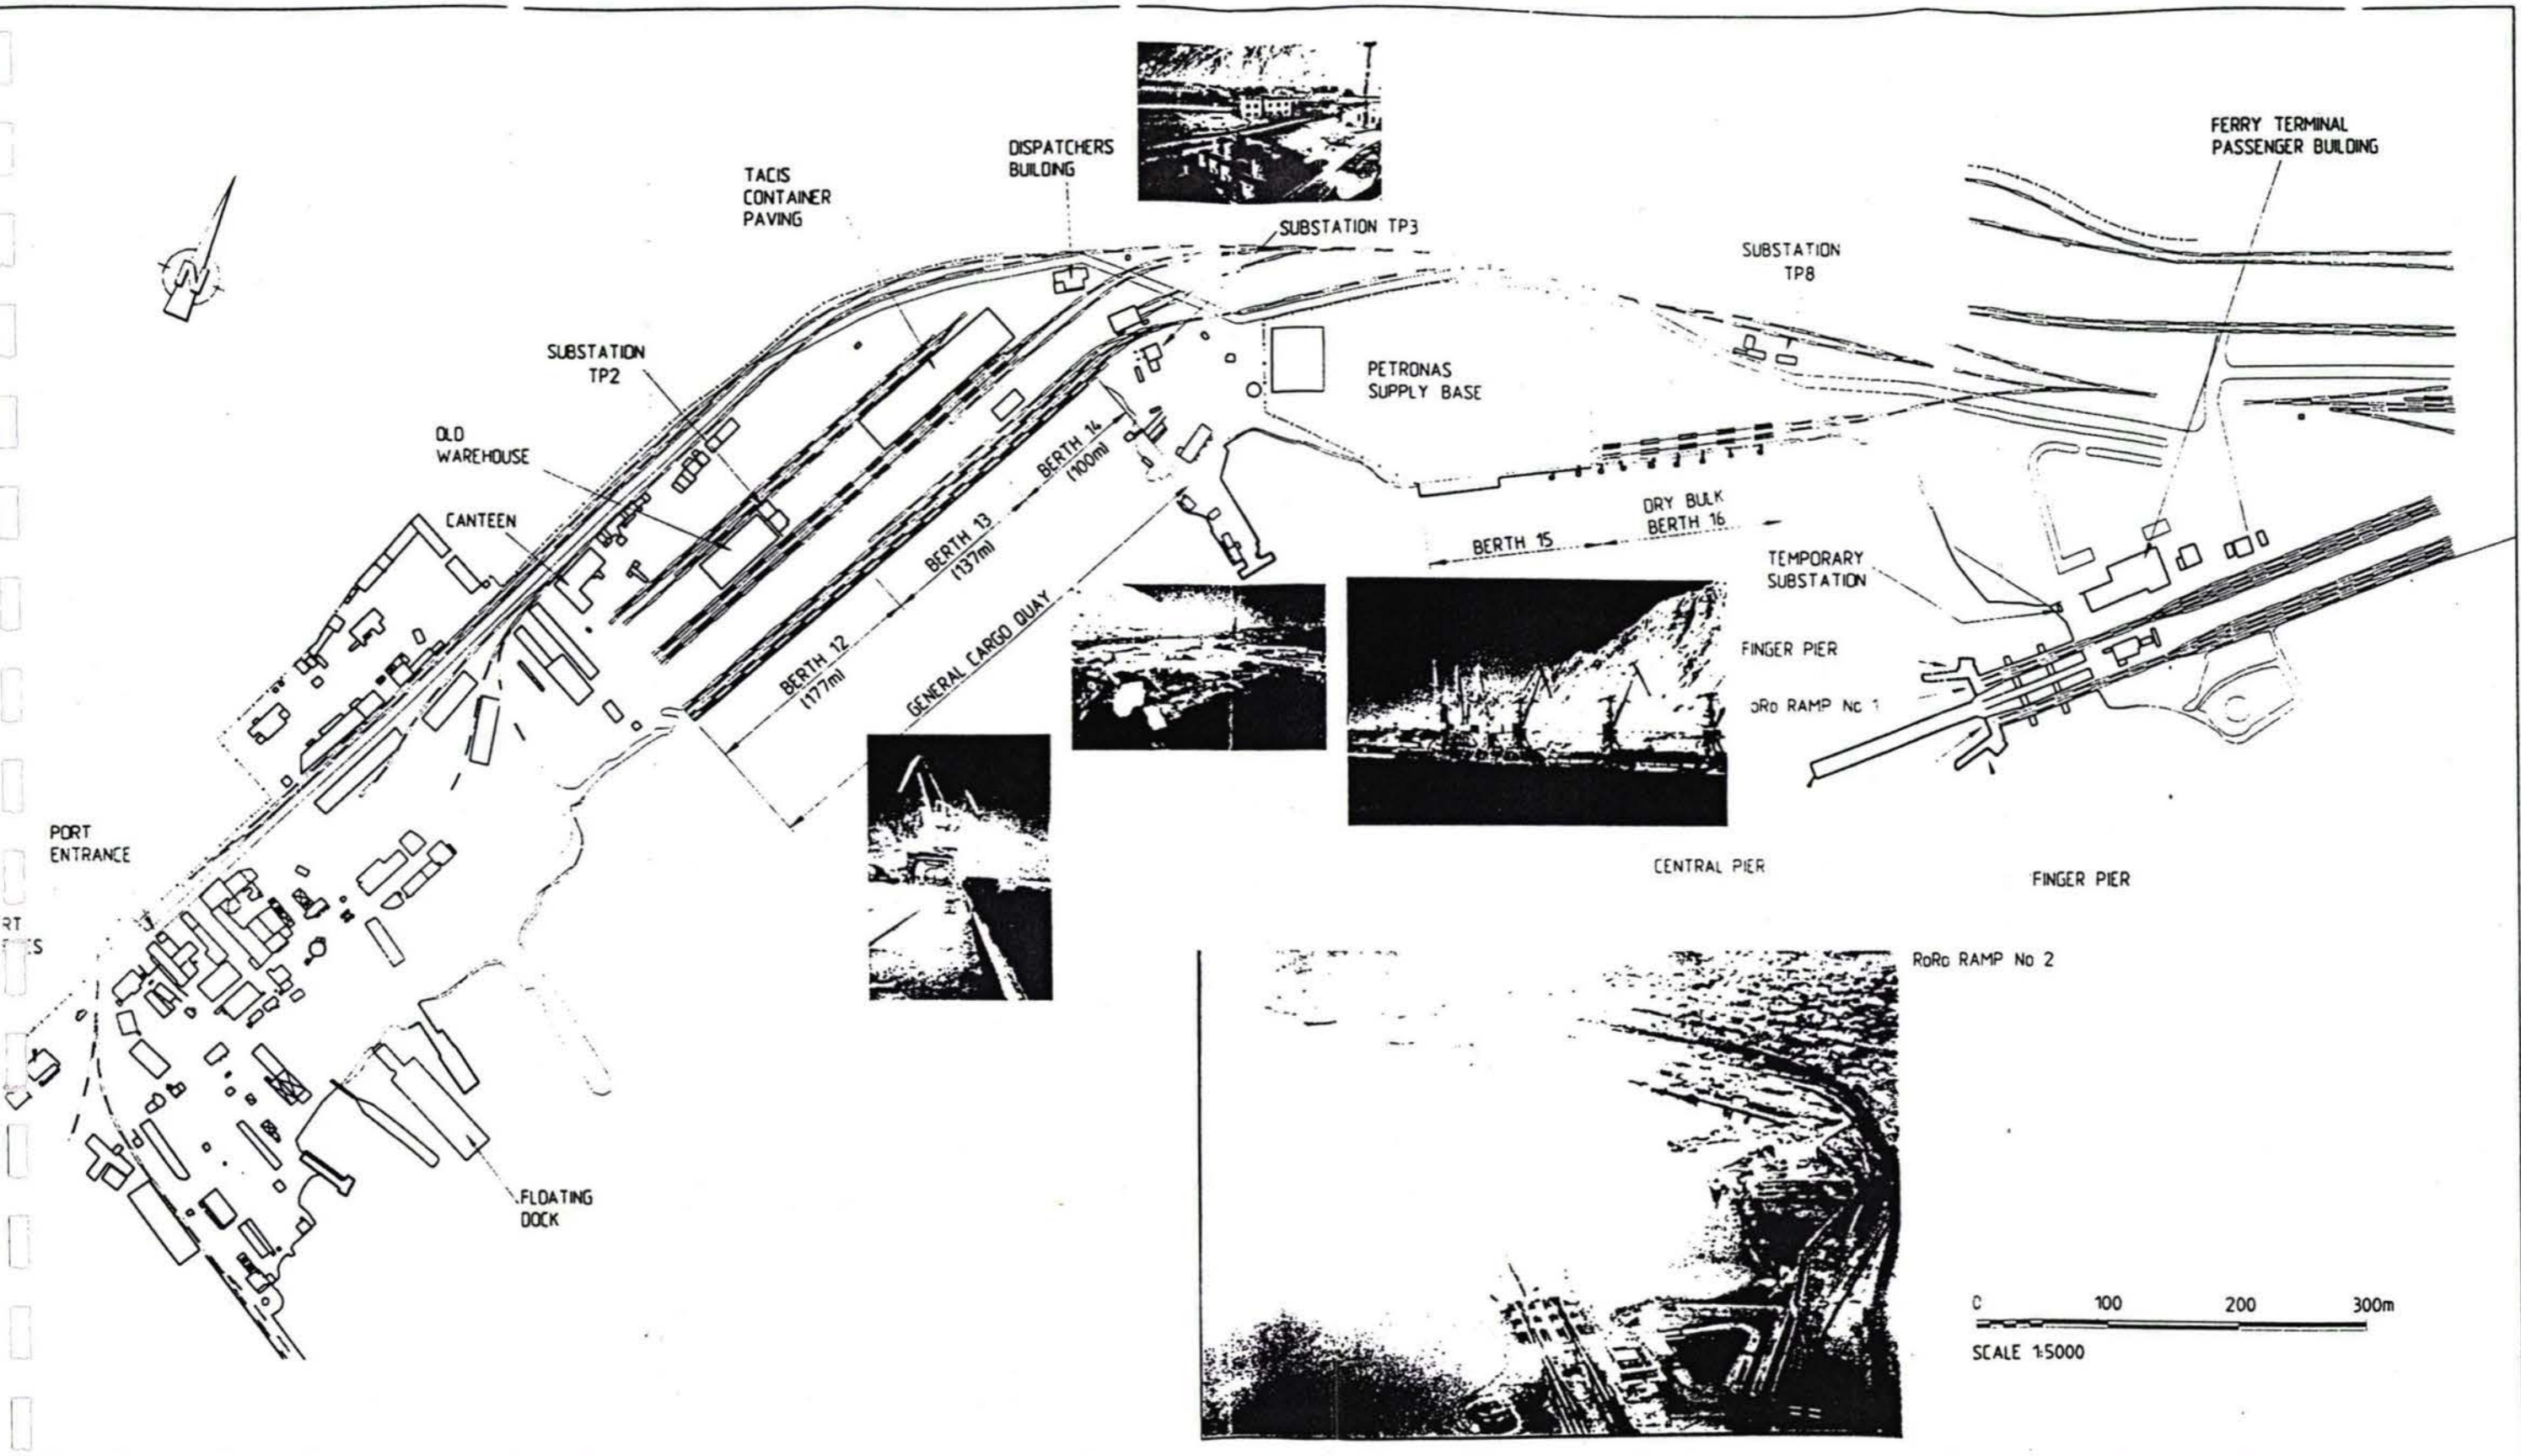 FERRY TERMINAL
PASSENGER BUILDING
DISPATCHERS
BUILDING
TACIS
CONTAINER
PAVING
SUBSTATION TP3
SUBSTATION
TP8
N
SUBSTATION
TP2
PETRONAS
SUPPLY BASE
OLD
WAREHOUSE
BERTH 14
(100m)
CANTEEN
BERTH 13
(137m)
DRY BULK
BERTH 16
BERTH 15
TEMPORARY
SUBSTATION
BERTH 12
(177m)
GENERAL CARGO QUAY
FINGER PIER
oRo RAMP No 1
PORT
ENTRANCE
CENTRAL PIER
FINGER PIER
RT
ES
RoRo RAMP No 2
FLOATING
DOCK
0 100 200 300m
SCALE 1:5000